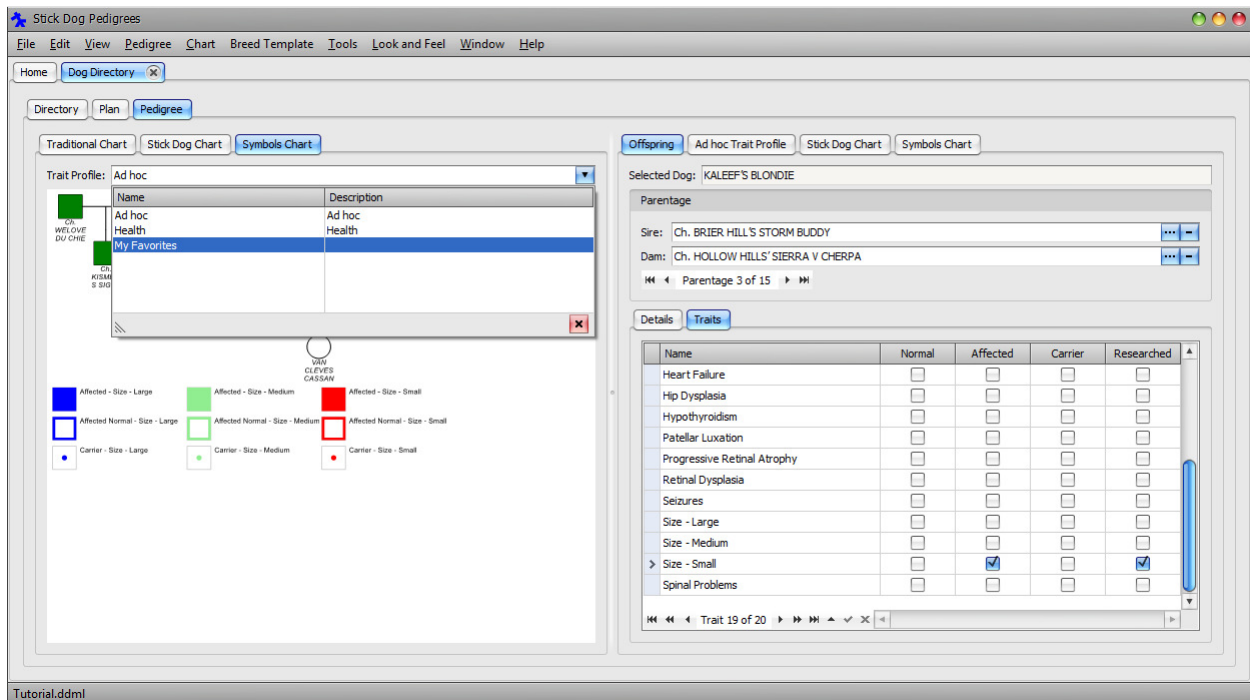 Stick Dog Pedigrees
File Edit View Pedigree Chart Breed Template Tools Look and Feel Window Help
Home Dog Directory
Directory Plan Pedigree
Traditional Chart Stick Dog Chart Symbols Chart
Trait Profile: Ad hoc
Name Description
Ad hoc Ad hoc
Health Health
My Favorites
Ch.
WELOVE
DU CHIE
Ch.
KISM
S SIG
VAN
CLEVES
CASSAN
Affected - Size - Large Affected - Size - Medium Affected - Size - Small
Affected Normal - Size - Large Affected Normal - Size - Medium Affected Normal - Size - Small
Carrier - Size - Large Carrier - Size - Medium Carrier - Size - Small
Offspring Ad hoc Trait Profile Stick Dog Chart Symbols Chart
Selected Dog: KALEEF'S BLONDIE
Parentage
Sire: Ch. BRIER HILL'S STORM BUDDY
Dam: Ch. HOLLOW HILLS' SIERRA V CHERPA
Parentage 3 of 15
Details Traits
Name Normal Affected Carrier Researched
Heart Failure
Hip Dysplasia
Hypothyroidism
Patellar Luxation
Progressive Retinal Atrophy
Retinal Dysplasia
Seizures
Size - Large
Size - Medium
Size - Small
Spinal Problems
Trait 19 of 20
Tutorial.ddml